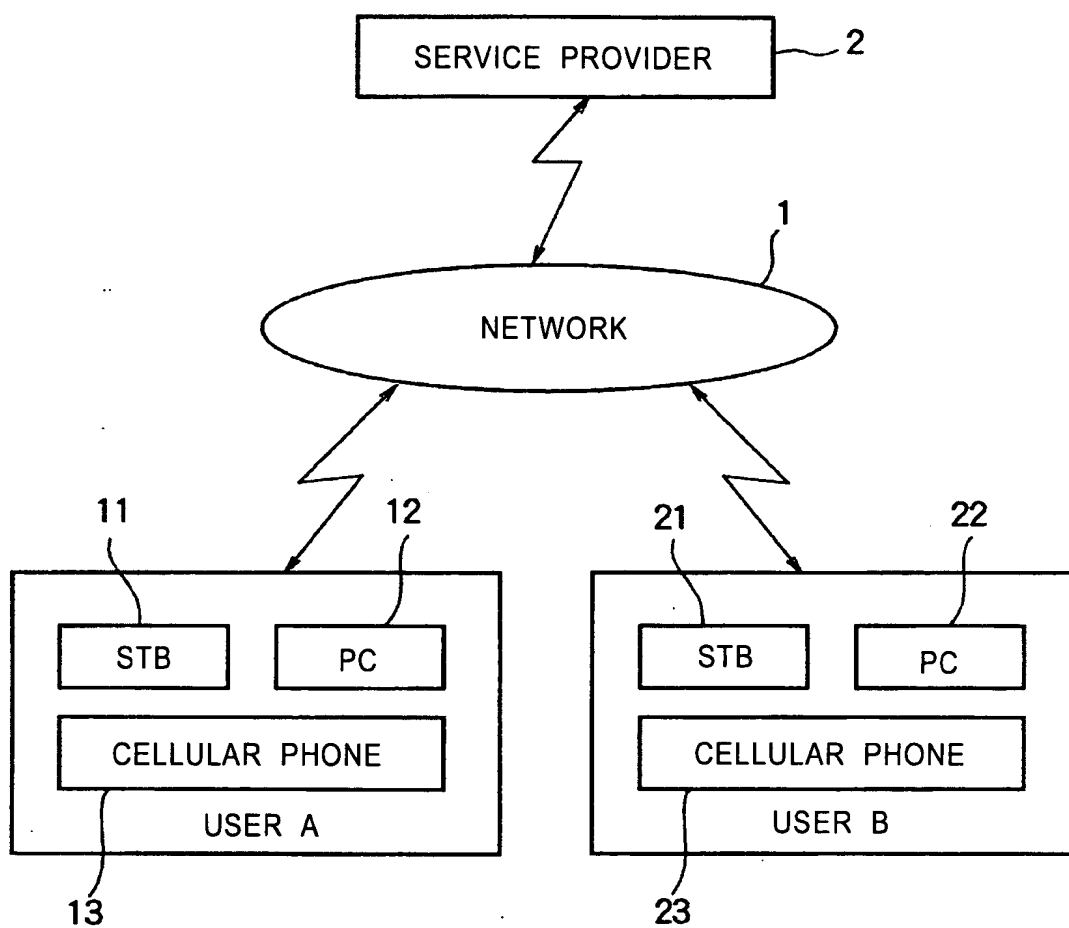 2
SERVICE PROVIDER
1
NETWORK
11
12
STB
PC
CELLULAR PHONE
USER A
13
21
22
STB
PC
CELLULAR PHONE
USER B
23